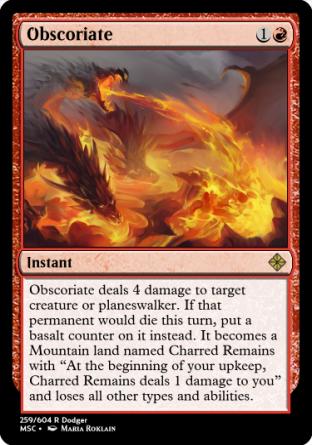 Obscoriate 1
Instant
Obscoriate deals 4 damage to target
creature or planeswalker. If that
permanent would die this turn, put a
basalt counter on it instead. It becomes a
Mountain land named Charred Remains
with “At the beginning of your upkeep,
Charred Remains deals 1 damage to you”
and loses all other types and abilities.
259/604 R Dodger
MSC • Maria Roklain